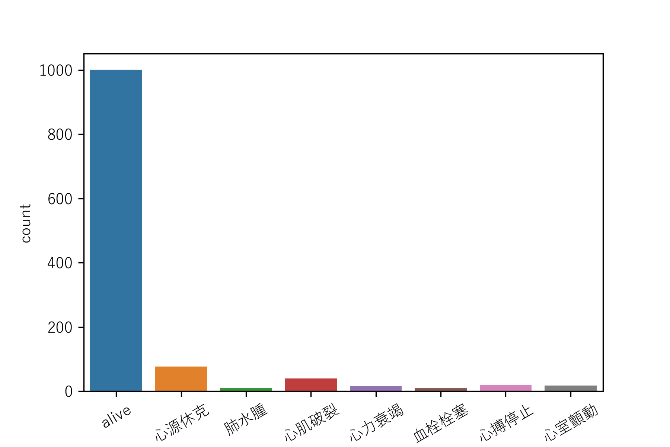 1000
800
600
400
200
0
count
alive
心源休克
肺水腫
心肌破裂
心力衰竭
血栓栓塞
心搏停止
心室顫動